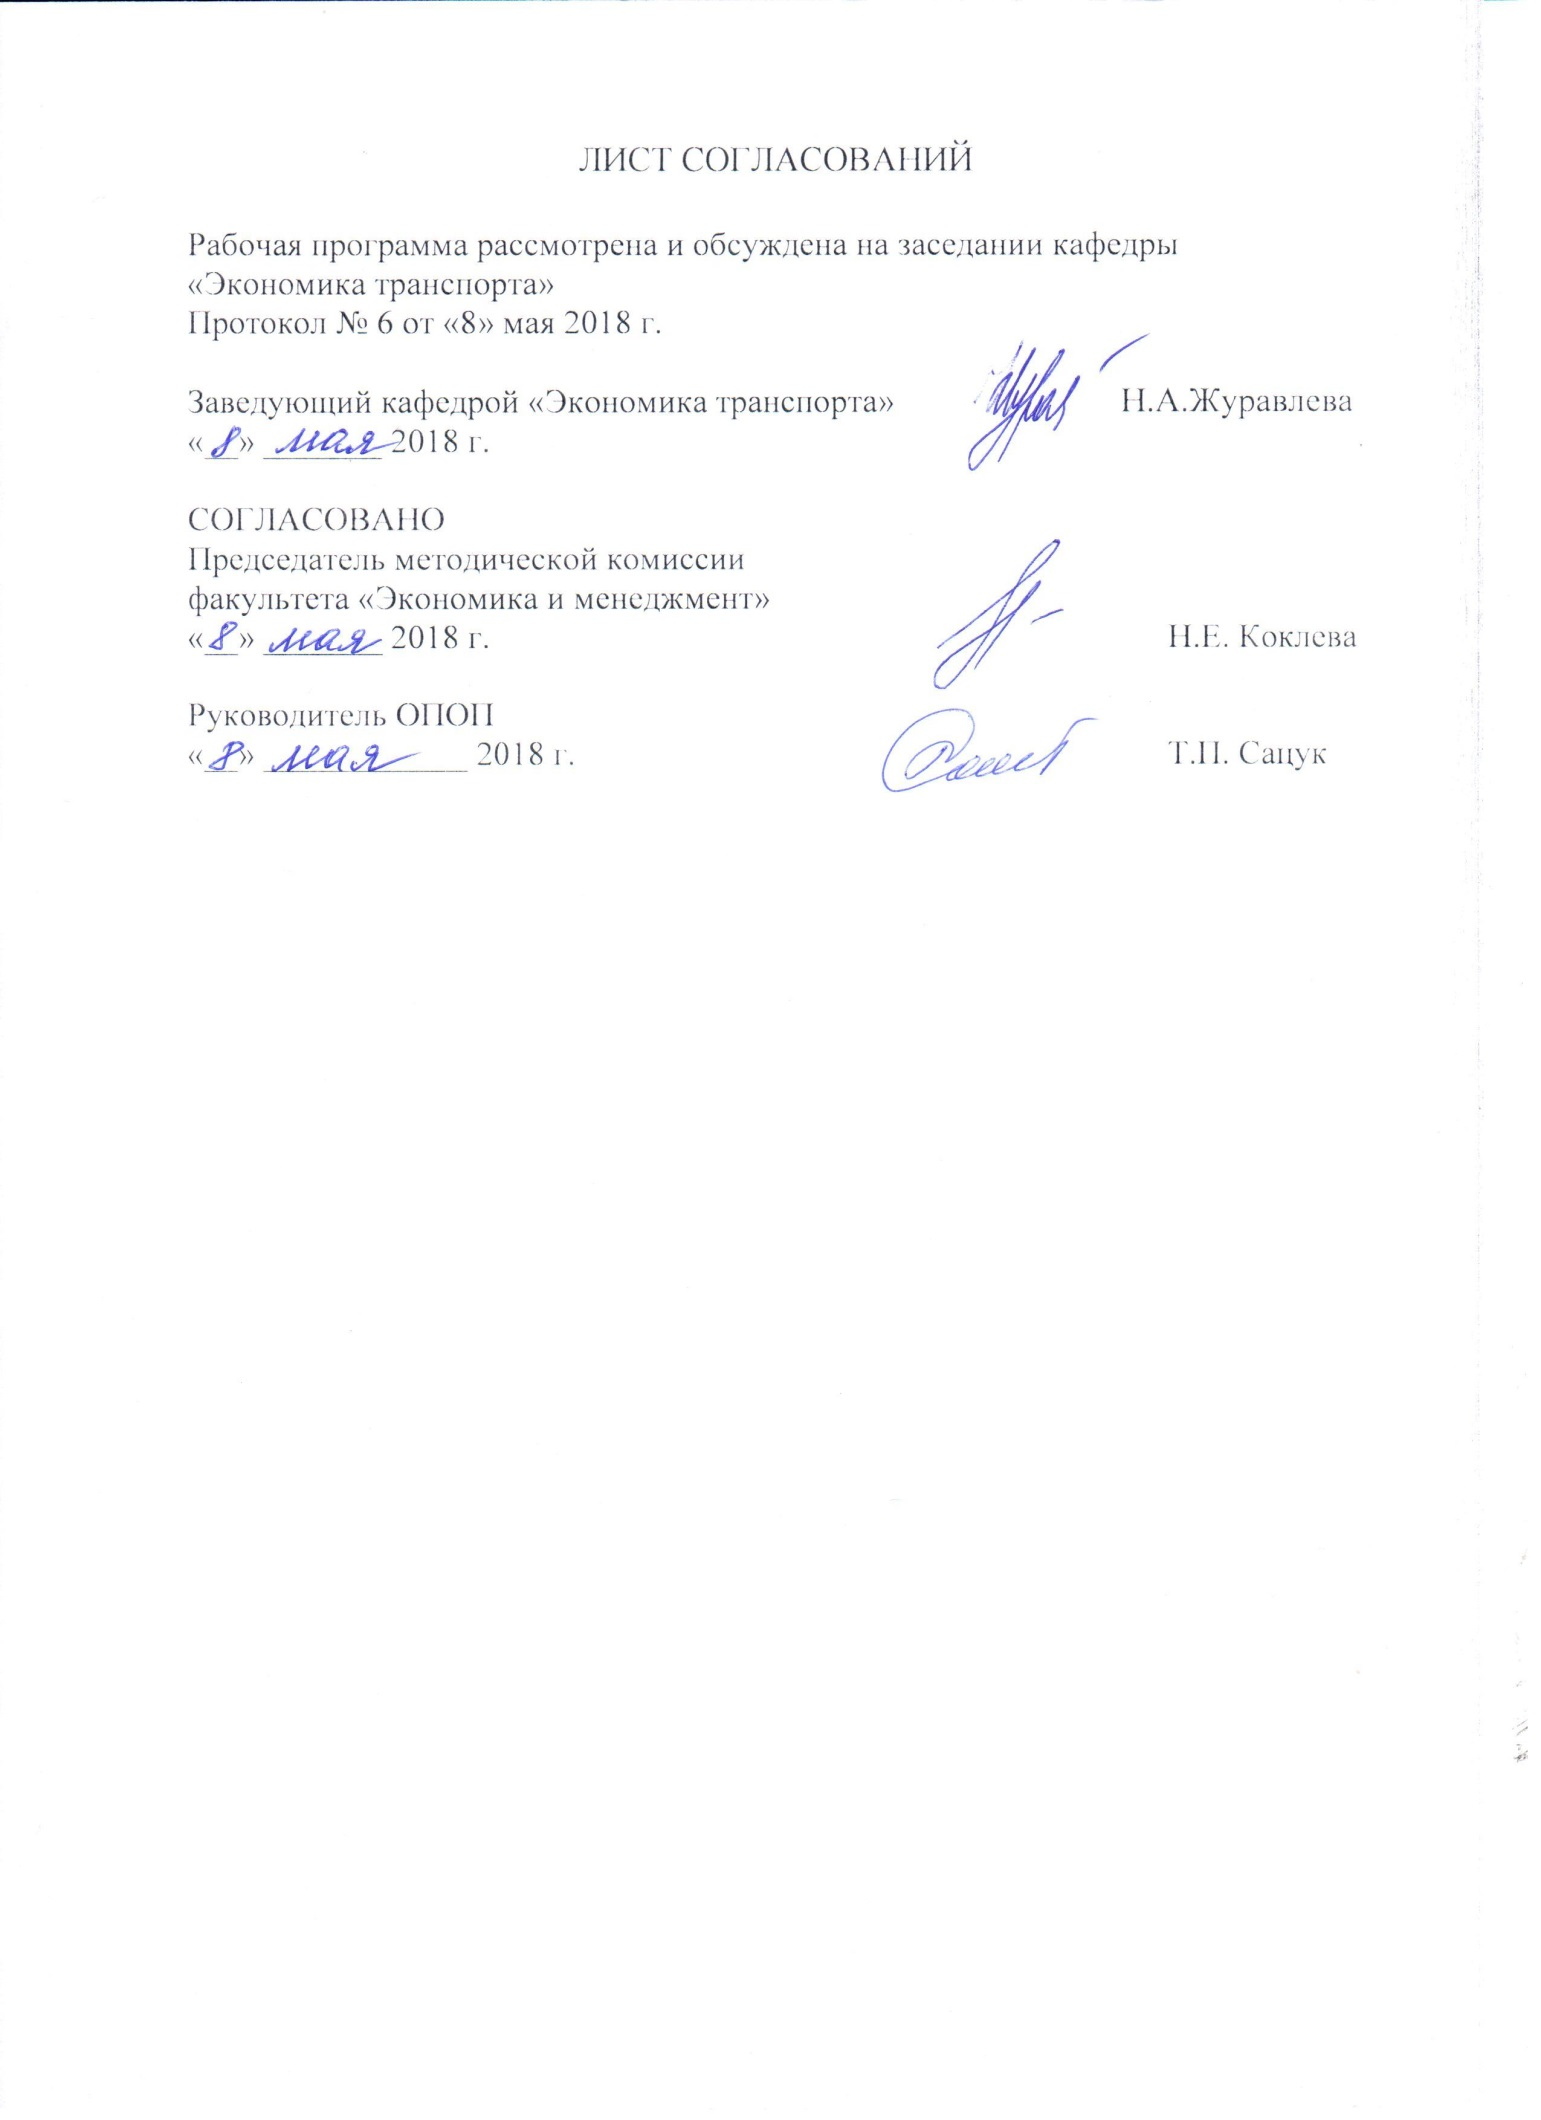 ЛИСТ СОГЛАСОВАНИЙ
Рабочая программа рассмотрена и обсуждена на заседании кафедры
«Экономика транспорта»
Протокол № 6 от «8» мая 2018 г.
Заведующий кафедрой «Экономика транспорта» Н.А.Журавлева
«8» мая 2018 г.
СОГЛАСОВАНО
Председатель методической комиссии
факультета «Экономика и менеджмент»
«8» мая 2018 г. Н.Е. Коклева
Руководитель ОПОП
«8» мая 2018 г. Т.П. Сацук